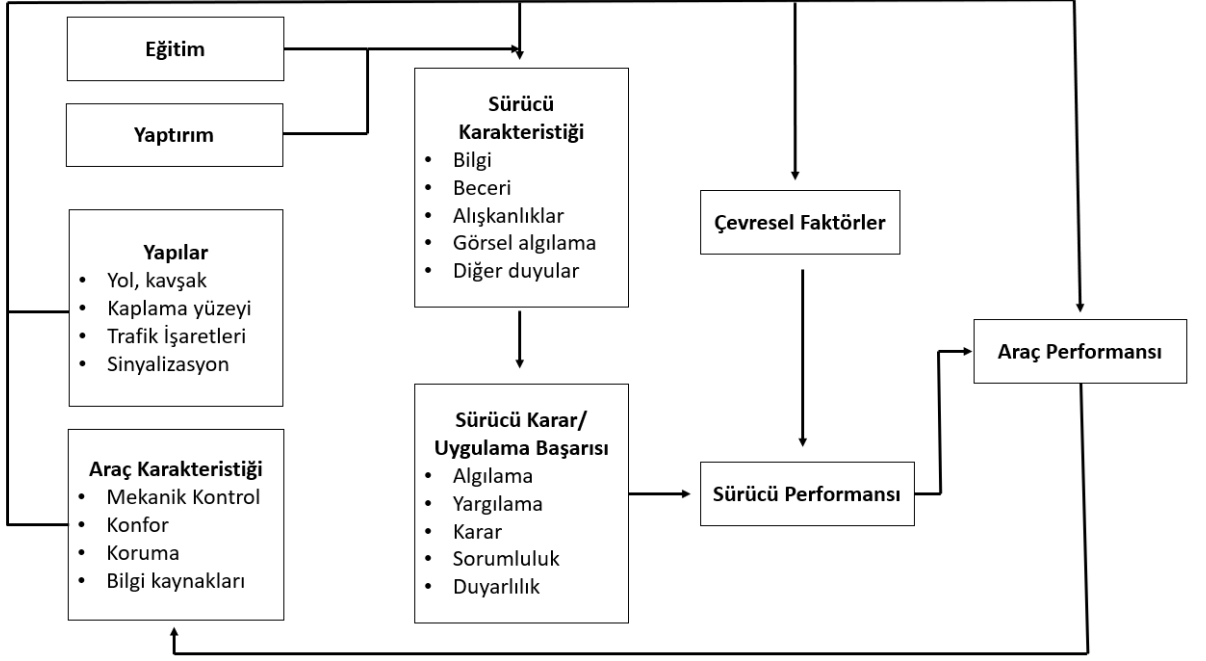 Eğitim
Yaptırım
Yapılar
• Yol, kavşak
• Kaplama yüzeyi
• Trafik İşaretleri
• Sinyalizasyon
Araç Karakteristiği
• Mekanik Kontrol
• Konfor
• Koruma
• Bilgi kaynakları
Sürücü
Karakteristiği
• Bilgi
• Beceri
• Alışkanlıklar
• Görsel algılama
• Diğer duyular
Sürücü Karar/
Uygulama Başarısı
• Algılama
• Yargılama
• Karar
• Sorumluluk
• Duyarlılık
Çevresel Faktörler
Sürücü Performansı
Araç Performansı